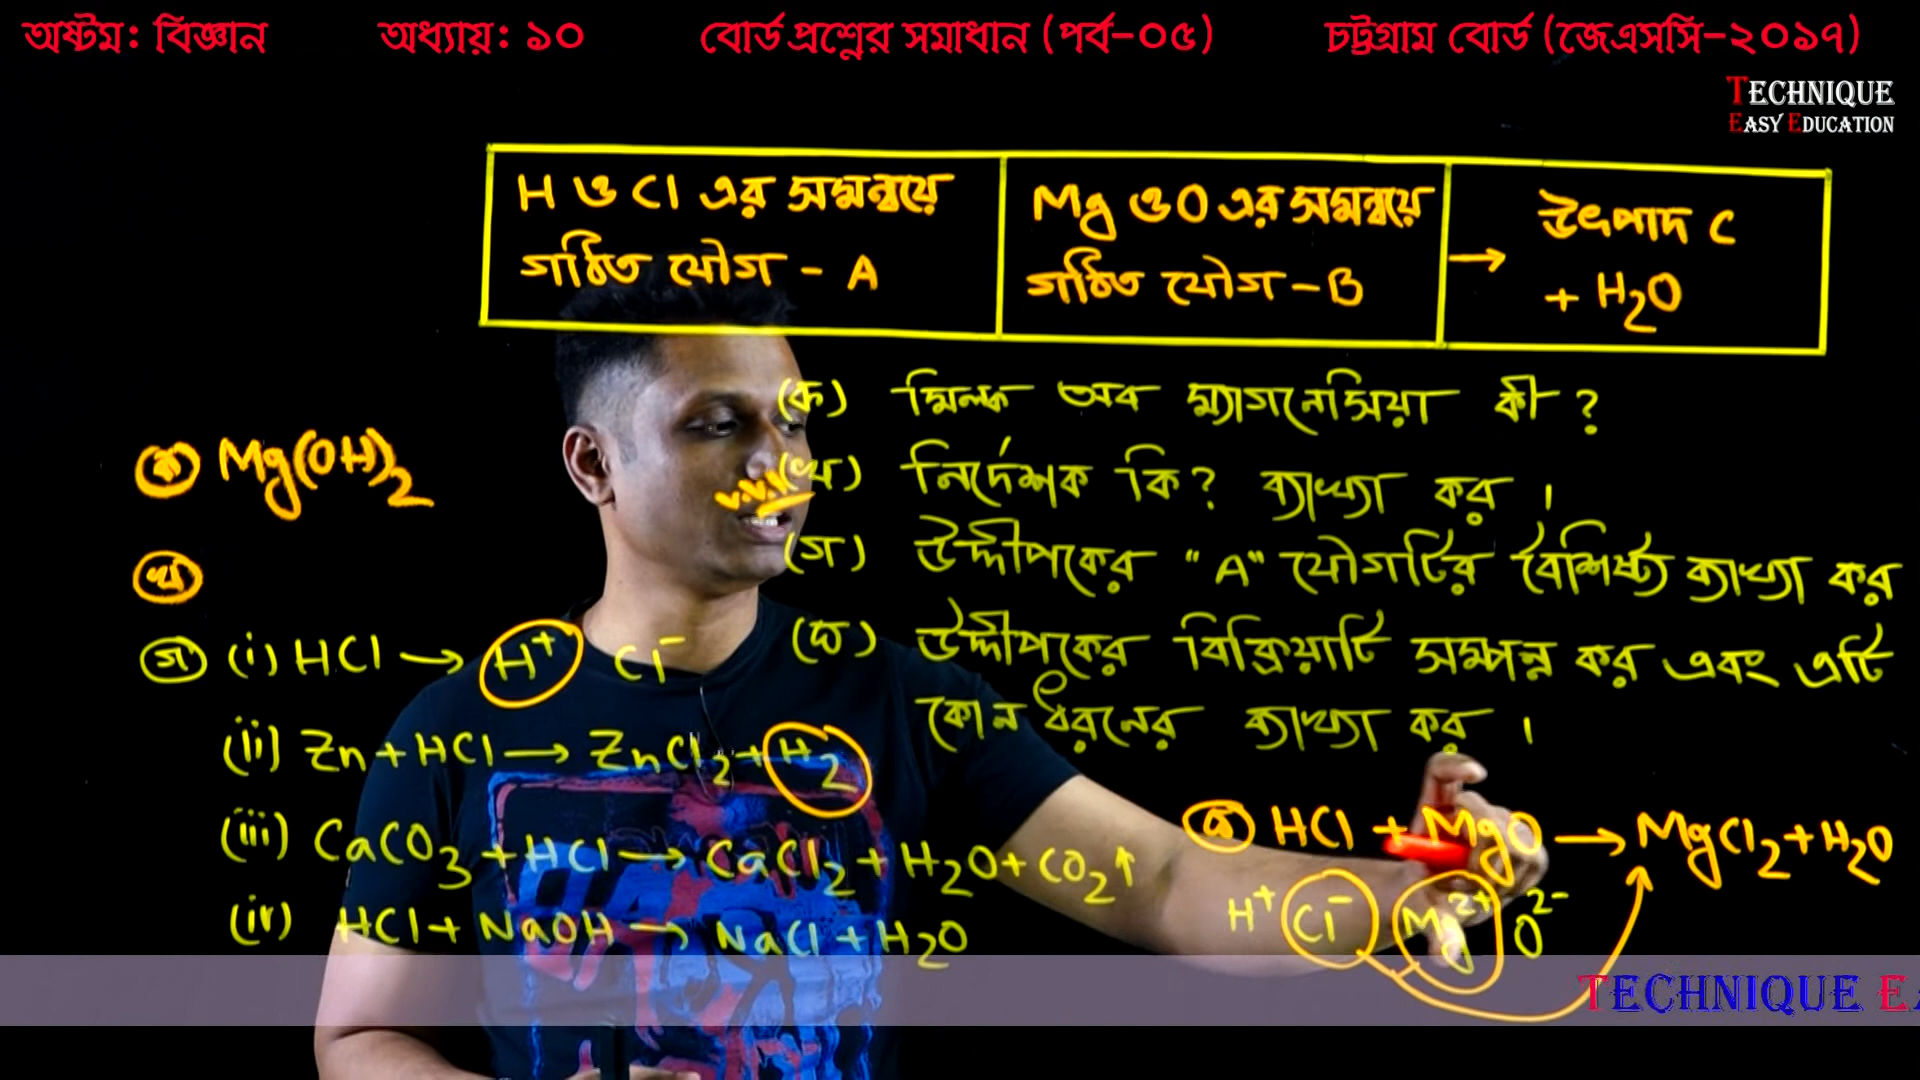 অষ্টম: বিজ্ঞান অধ্যায়: ১০ বোর্ড প্রশ্নের সমাধান (পর্ব-০৫) চট্টগ্রাম বোর্ড (জেএসসি-২০১৭)
TECHNIQUE
EASY EDUCATION
H ও Cl এর সমন্বয়ে
গঠিত যৌগ - A
Mg ও O এর সমন্বয়ে
গঠিত যৌগ - B
→ উৎপাদ C
+ H2O
(ক) মিল্ক অব ম্যাগনেসিয়া কী ?
v.v.i (খ) নির্দেশক কি ? ব্যাখ্যা কর ।
(গ) উদ্দীপকের "A" যৌগটির বৈশিষ্ট্য ব্যাখ্যা কর
(ঘ) উদ্দীপকের বিক্রিয়াটি সম্পন্ন কর এবং এটি
কোন ধরনের ব্যাখ্যা কর ।
ক Mg(OH)2
খ
গ (i) HCl → H+ Cl-
(ii) Zn + HCl → ZnCl2 + H2
(iii) CaCO3 + HCl → CaCl2 + H2O + CO2↑
(iv) HCl + NaOH → NaCl + H2O
ঘ HCl + MgO → MgCl2 + H2O
H+ Cl- Mg2+ O2-
TECHNIQUE E